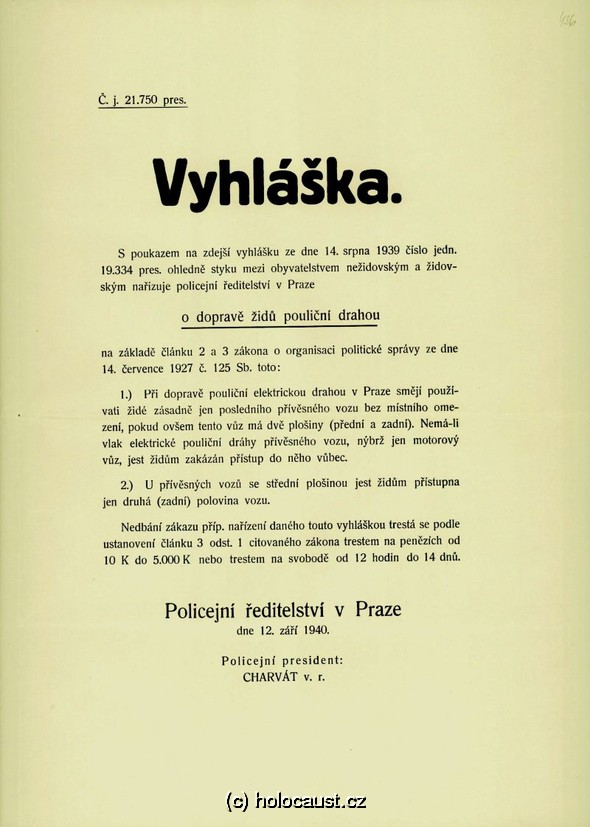 436
Č. j. 21.750 pres.
Vyhláška.
S poukazem na zdejší vyhlášku ze dne 14. srpna 1939 číslo jedn.
19.334 pres. ohledně styku mezi obyvatelstvem nežidovským a židov-
ským nařizuje policejní ředitelství v Praze
o dopravě židů pouliční drahou
na základě článku 2 a 3 zákona o organisaci politické správy ze dne
14. července 1927 č. 125 Sb. toto:
1.) Při dopravě pouliční elektrickou drahou v Praze smějí použí-
vati židé zásadně jen posledního přívěsného vozu bez místního ome-
zení, pokud ovšem tento vůz má dvě plošiny (přední a zadní). Nemá-li
vlak elektrické pouliční dráhy přívěsného vozu, nýbrž jen motorový
vůz, jest židům zakázán přístup do něho vůbec.
2.) U přívěsných vozů se střední plošinou jest židům přístupna
jen druhá (zadní) polovina vozu.
Nedbání zákazu příp. nařízení daného touto vyhláškou trestá se podle
ustanovení článku 3 odst. 1 citovaného zákona trestem na penězích od
10 K do 5.000 K nebo trestem na svobodě od 12 hodin do 14 dnů.
Policejní ředitelství v Praze
dne 12. září 1940.
Policejní president:
CHARVÁT v. r.
(c) holocaust.cz